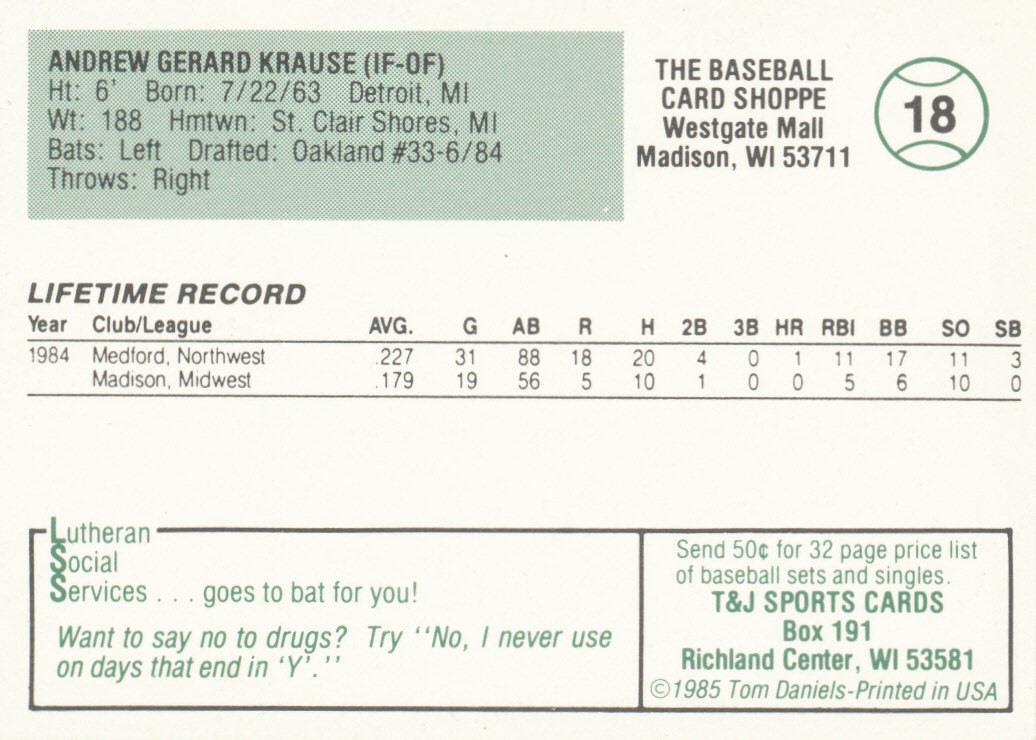 ANDREW GERARD KRAUSE (IF-OF)
Ht: 6' Born: 7/22/63 Detroit, MI
Wt: 188 Hmtwn: St. Clair Shores, MI
Bats: Left Drafted: Oakland #33-6/84
Throws: Right
THE BASEBALL
CARD SHOPPE
Westgate Mall
Madison, WI 53711
18
LIFETIME RECORD
Year Club/League AVG. G AB R H 2B 3B HR RBI BB SO SB
1984 Medford, Northwest .227 31 88 18 20 4 0 1 11 17 11 3
Madison, Midwest .179 19 56 5 10 1 0 0 5 6 10 0
Lutheran
Social
Services . . . goes to bat for you!
Want to say no to drugs? Try ''No, I never use
on days that end in 'Y'.''
Send 50¢ for 32 page price list
of baseball sets and singles.
T&J SPORTS CARDS
Box 191
Richland Center, WI 53581
©1985 Tom Daniels-Printed in USA